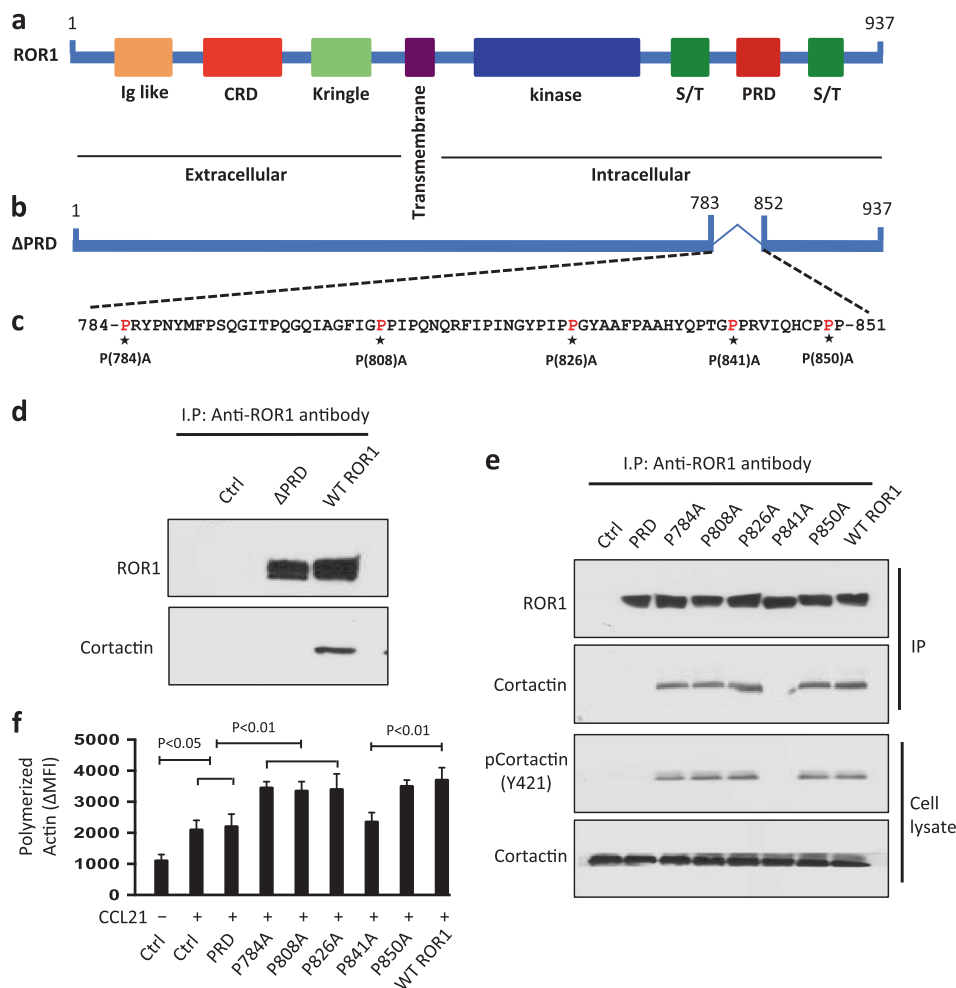 a
1
937
ROR1
Ig like
CRD
Kringle
Transmembrane
kinase
S/T
PRD
S/T
Extracellular
Intracellular
b
1
783
852
937
ΔPRD
c
784-PRYPNYMFPSQGITPQGQIAGFIGPPIPQNQRFIPINGYPIPPGYAAFPAAHYQPTGPPRVIQHCPPP-851
★ ★ ★ ★ ★
P(784)A P(808)A P(826)A P(841)A P(850)A
d
I.P: Anti-ROR1 antibody
Ctrl ΔPRD WT ROR1
ROR1
Cortactin
e
I.P: Anti-ROR1 antibody
Ctrl PRD P784A P808A P826A P841A P850A WT ROR1
ROR1
Cortactin
IP
pCortactin
(Y421)
Cortactin
Cell
lysate
f
P<0.05
P<0.01
P<0.01
Polymerized
Actin (ΔMFI)
5000
4000
3000
2000
1000
0
CCL21 – + + + + + + + +
Ctrl Ctrl PRD P784A P808A P826A P841A P850A WT ROR1